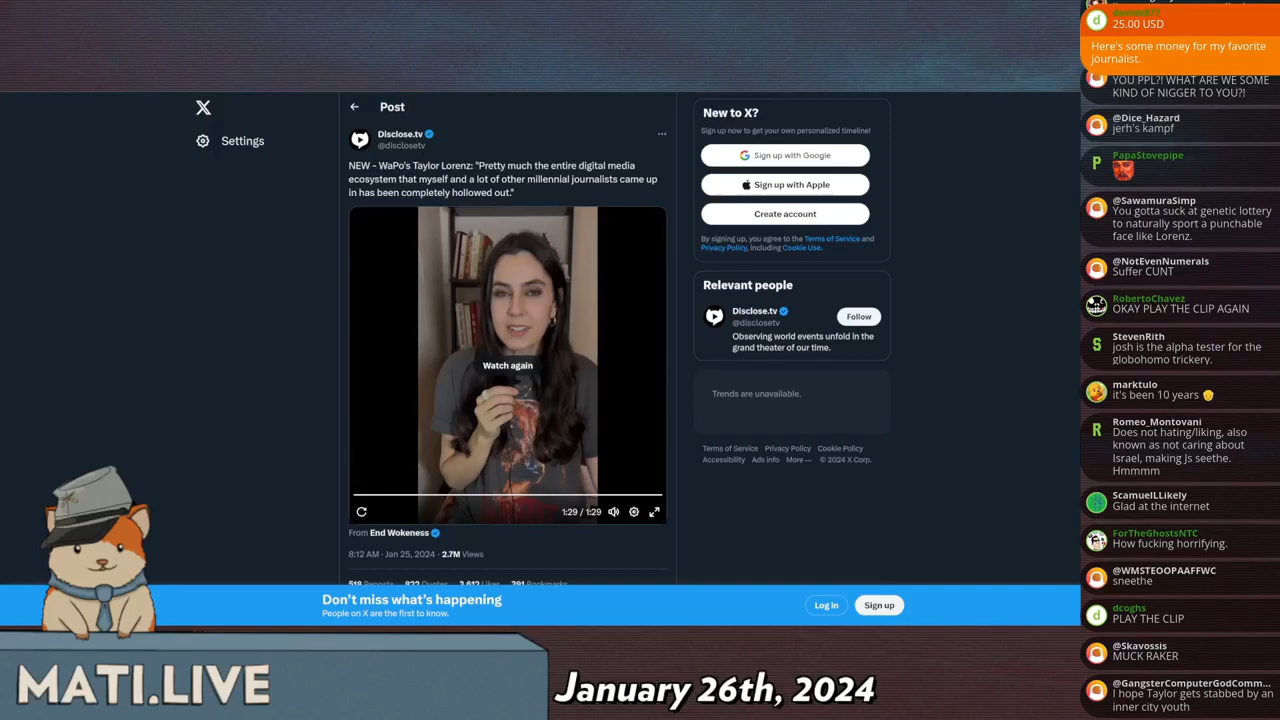 Post
Settings
Disclose.tv
@disclosetv
NEW - WaPo's Taylor Lorenz: "Pretty much the entire digital media
ecosystem that myself and a lot of other millennial journalists came up
in has been completely hollowed out."
Watch again
1:29 / 1:29
From End Wokeness
8:12 AM · Jan 25, 2024 · 2.7M Views
518 Reposts 822 Quotes 3,612 Likes 391 Bookmarks
New to X?
Sign up now to get your own personalized timeline!
Sign up with Google
Sign up with Apple
Create account
By signing up, you agree to the Terms of Service and
Privacy Policy, including Cookie Use.
Relevant people
Disclose.tv
@disclosetv
Follow
Observing world events unfold in the
grand theater of our time.
Trends are unavailable.
Terms of Service Privacy Policy Cookie Policy
Accessibility Ads info More ··· © 2024 X Corp.
Don't miss what's happening
People on X are the first to know.
Log in
Sign up
MATI.LIVE
January 26th, 2024
25.00 USD
Here's some money for my favorite
journalist.
YOU PPL?! WHAT ARE WE SOME
KIND OF NIGGER TO YOU?!
@Dice_Hazard
jerh's kampf
PapaStovepipe
@SawamuraSimp
You gotta suck at genetic lottery
to naturally sport a punchable
face like Lorenz.
@NotEvenNumerals
Suffer CUNT
RobertoChavez
OKAY PLAY THE CLIP AGAIN
StevenRith
josh is the alpha tester for the
globohomo trickery.
marktulo
it's been 10 years
Romeo_Montovani
Does not hating/liking, also
known as not caring about
Israel, making Js seethe.
Hmmmm
ScamuelLLikely
Glad at the internet
ForTheGhostsNTC
How fucking horrifying.
@WMSTEOOPAAFFWC
sneethe
dcoghs
PLAY THE CLIP
@Skavossis
MUCK RAKER
@GangsterComputerGodComm...
I hope Taylor gets stabbed by an
inner city youth